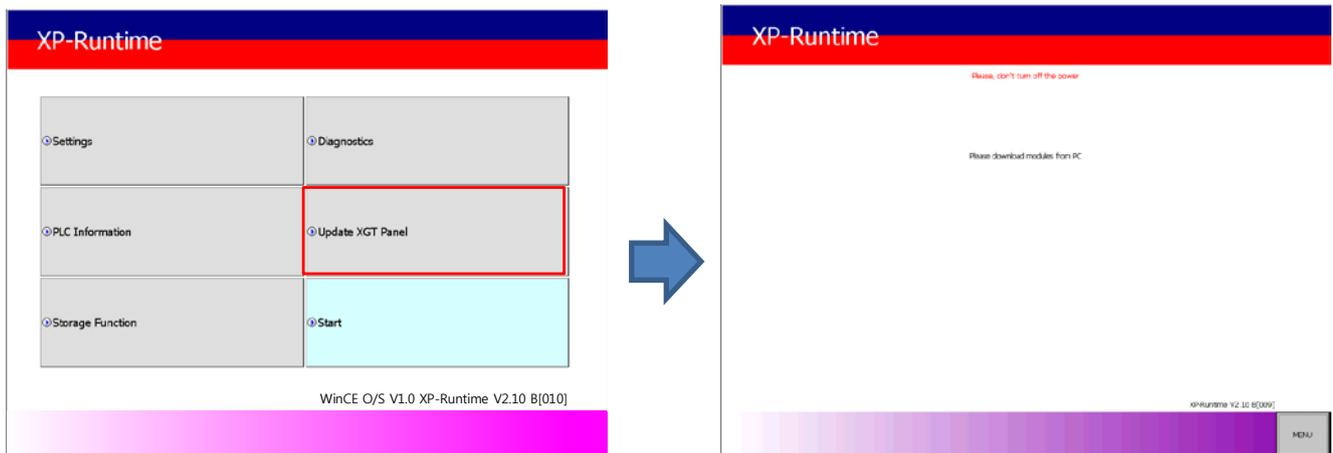 XP-Runtime
Settings
Diagnostics
PLC Information
Update XGT Panel
Storage Function
Start
WinCE O/S V1.0 XP-Runtime V2.10 B[010]
XP-Runtime
Please, don't turn off the power
Please download modules from PC
XP-Runtime V2.10 B[009]
MENU